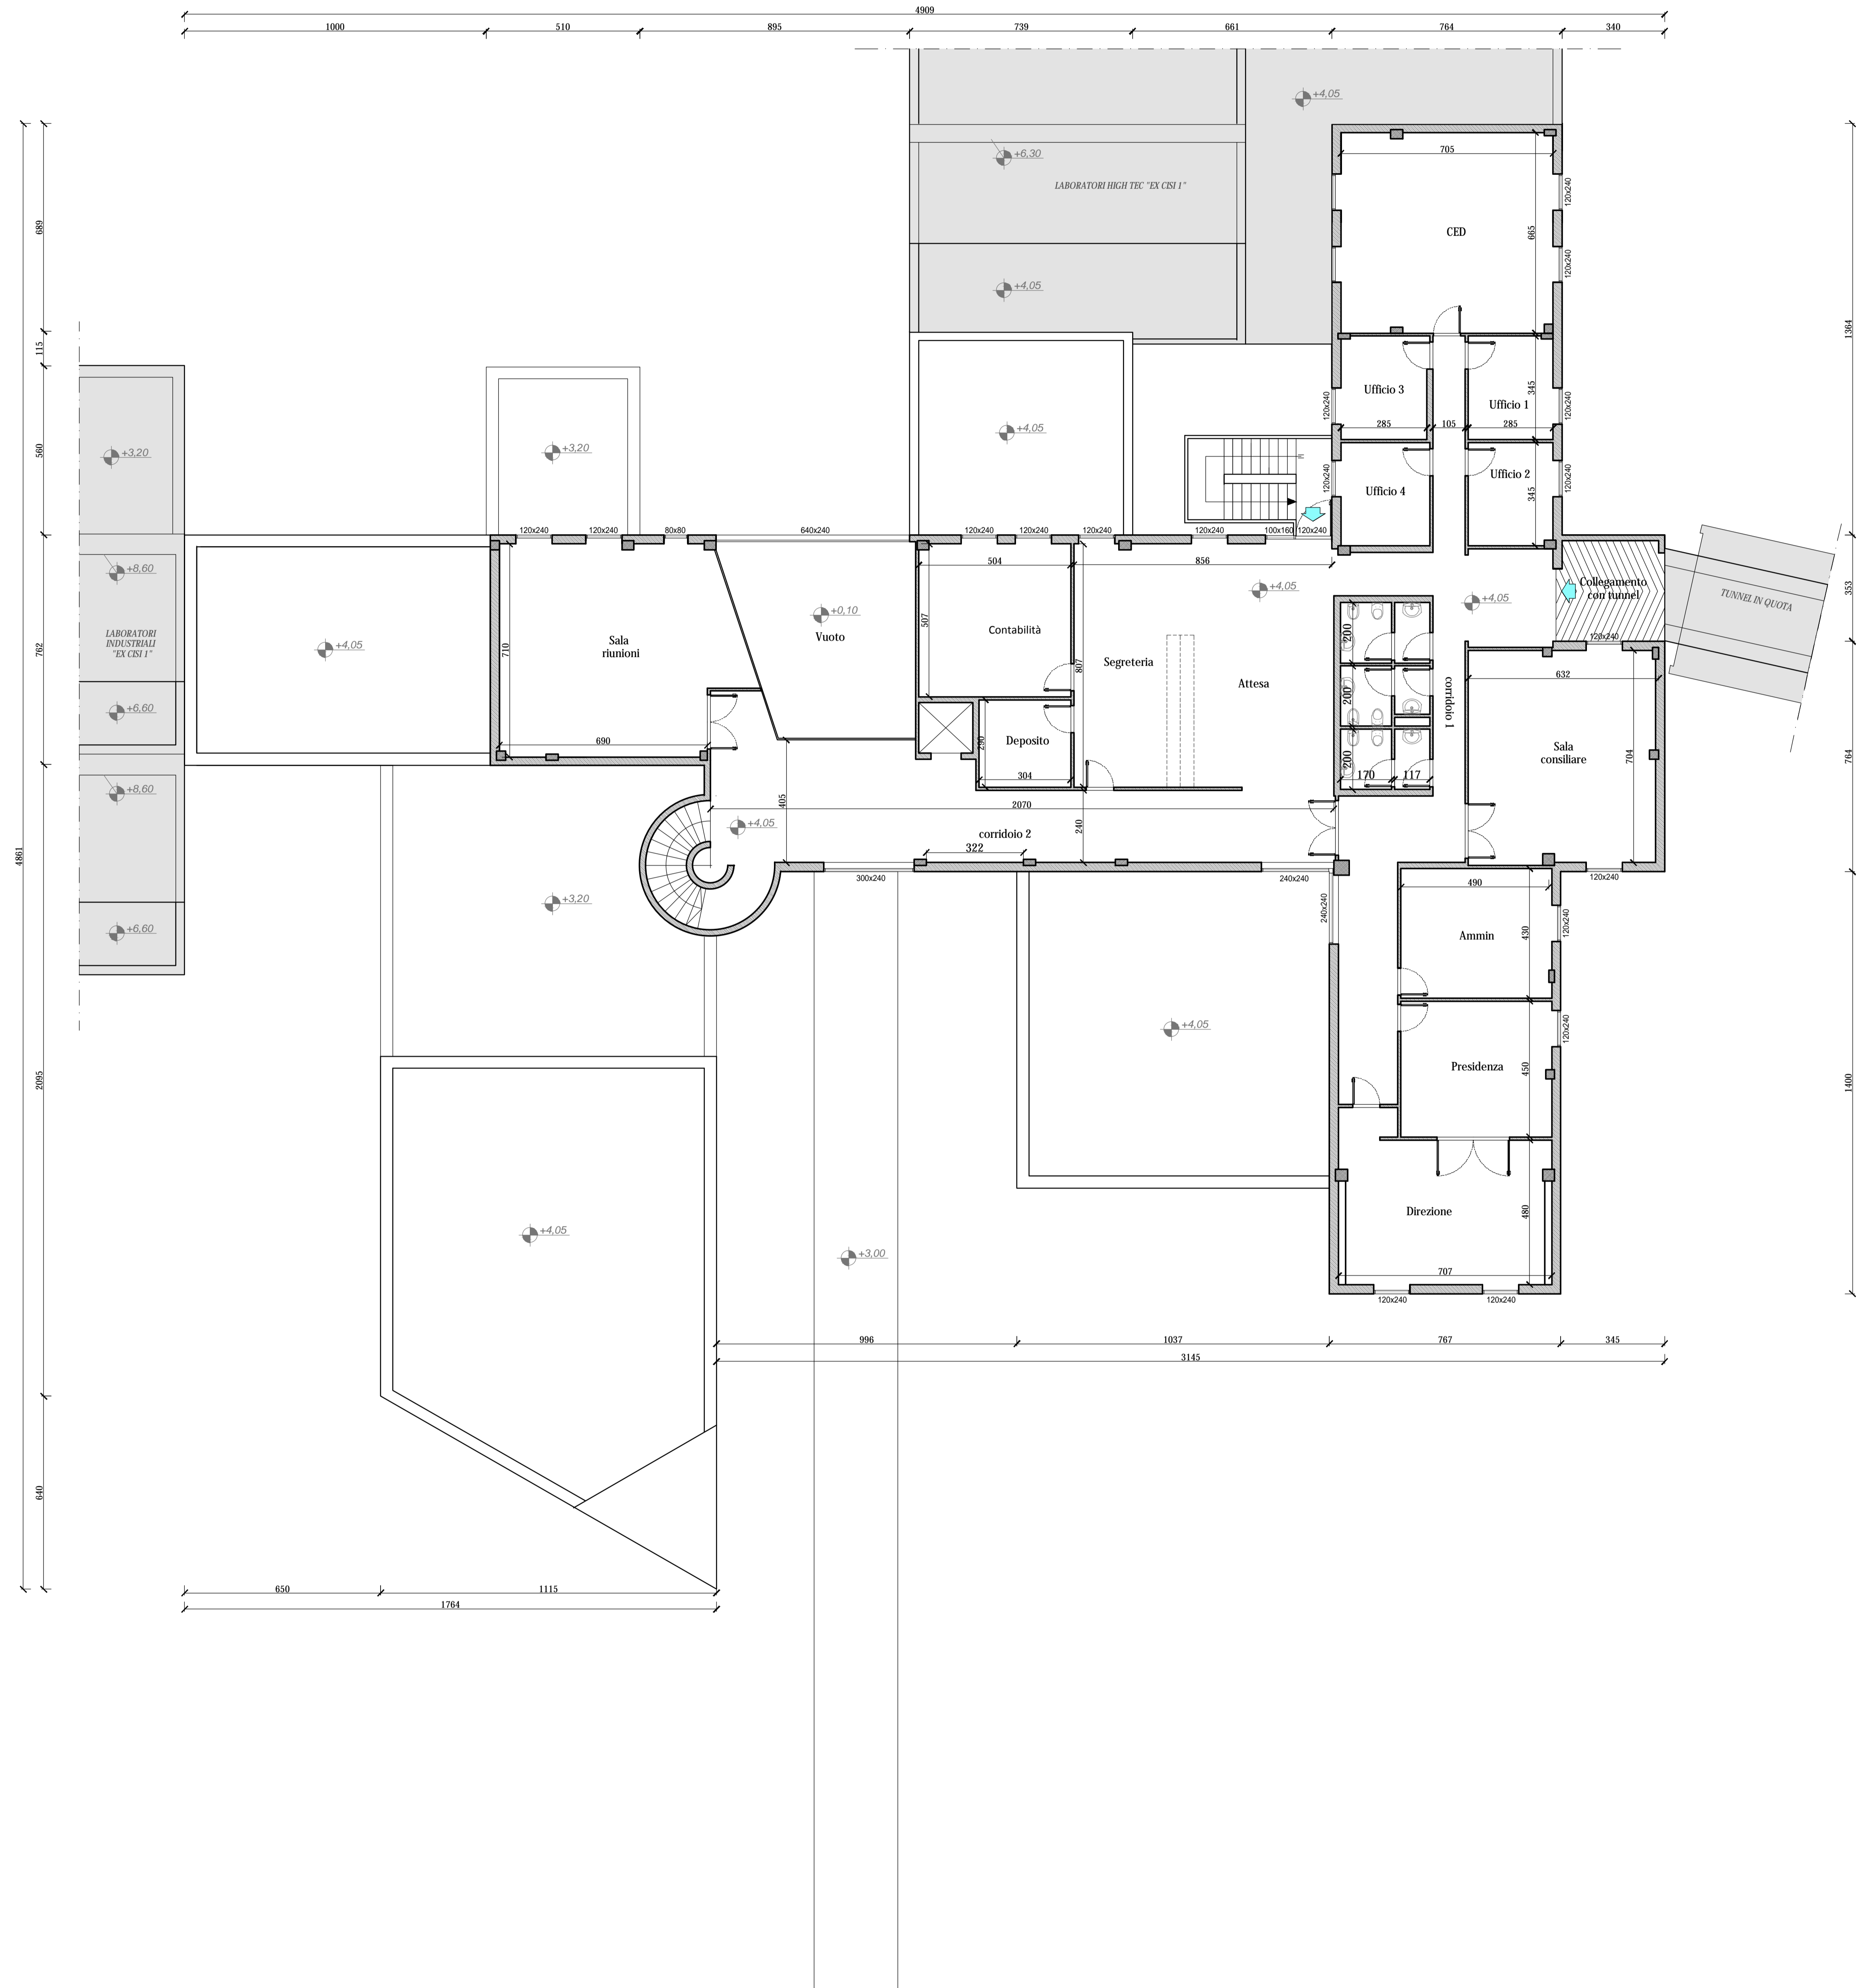 4909
1000
510
895
739
661
764
340
+4,05
+6,30
LABORATORI HIGH TEC "EX CISI 1"
+4,05
705
CED
665
120x240
120x240
689
115
560
762
2095
640
4861
1364
353
764
1400
Ufficio 3
345
Ufficio 1
120x240
120x240
285
105
285
+4,05
+3,20
+3,20
Ufficio 4
Ufficio 2
345
120x240
120x240
120x240
120x240
80x80
640x240
120x240
120x240
120x240
120x240
100x160
120x240
504
856
+4,05
+4,05
Collegamento
con tunnel
TUNNEL IN QUOTA
120x240
+8,60
LABORATORI
INDUSTRIALI
"EX CISI 1"
+4,05
710
Sala
riunioni
+0,10
Vuoto
507
Contabilità
807
Segreteria
Attesa
200
200
200
170
117
corridoio 1
632
Sala
consiliare
704
+6,60
690
Deposito
290
304
+8,60
405
2070
+4,05
corridoio 2
240
322
300x240
240x240
240x240
120x240
+3,20
+6,60
490
Ammin
430
120x240
+4,05
Presidenza
450
120x240
+4,05
+3,00
Direzione
480
707
120x240
120x240
996
1037
767
345
3145
650
1115
1764